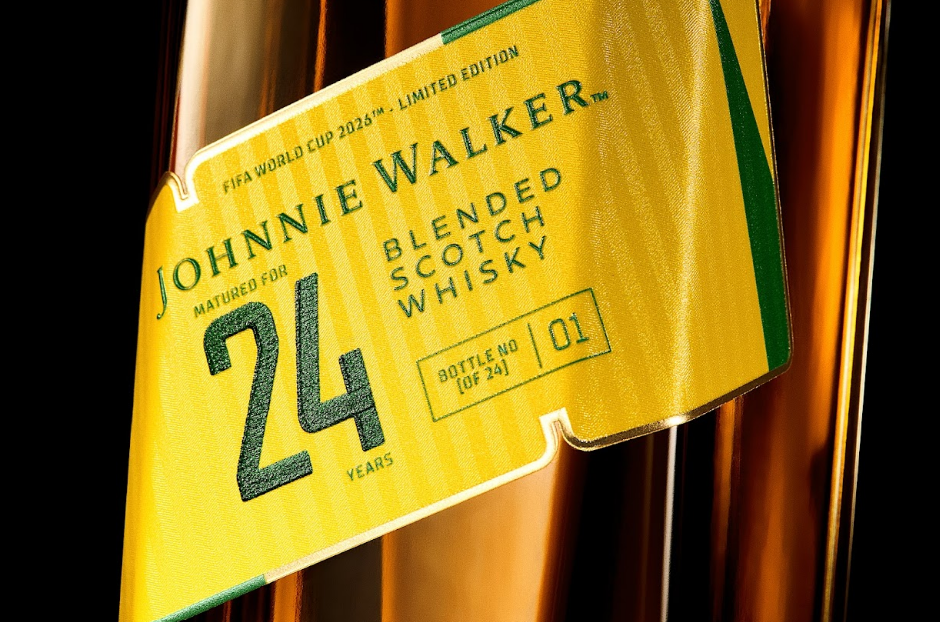 FIFA WORLD CUP 2026™ - LIMITED EDITION
JOHNNIE WALKER™
MATURED FOR
24
YEARS
BLENDED
SCOTCH
WHISKY
BOTTLE NO
[OF 24]
01